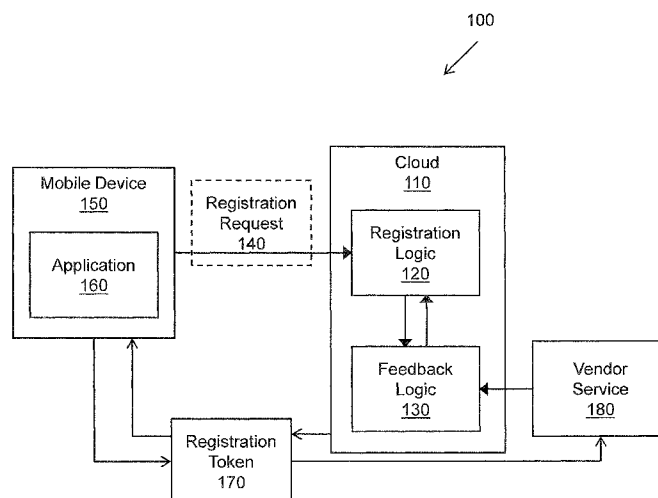 100
Mobile Device
150
Application
160
Registration
Request
140
Cloud
110
Registration
Logic
120
Feedback
Logic
130
Vendor
Service
180
Registration
Token
170